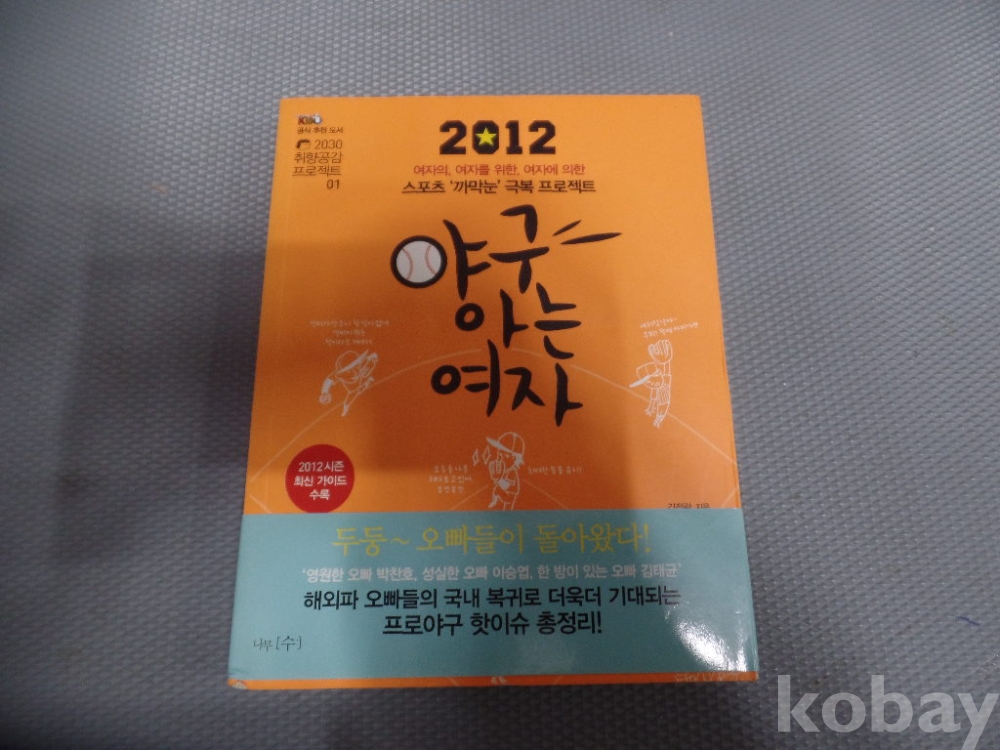 KBO
공식 추천 도서
2030
취향공감
프로젝트
01
2012
여자의, 여자를 위한, 여자에 의한
스포츠 '까막눈' 극복 프로젝트
야구
아는
여자
2012시즌
최신 가이드
수록
지음
두둥~ 오빠들이 돌아왔다!
'영원한 오빠 박찬호, 성실한 오빠 이승엽, 한 방이 있는 오빠 김태균'
해외파 오빠들의 국내 복귀로 더욱더 기대되는
프로야구 핫이슈 총정리!
나무[수:]
kobay